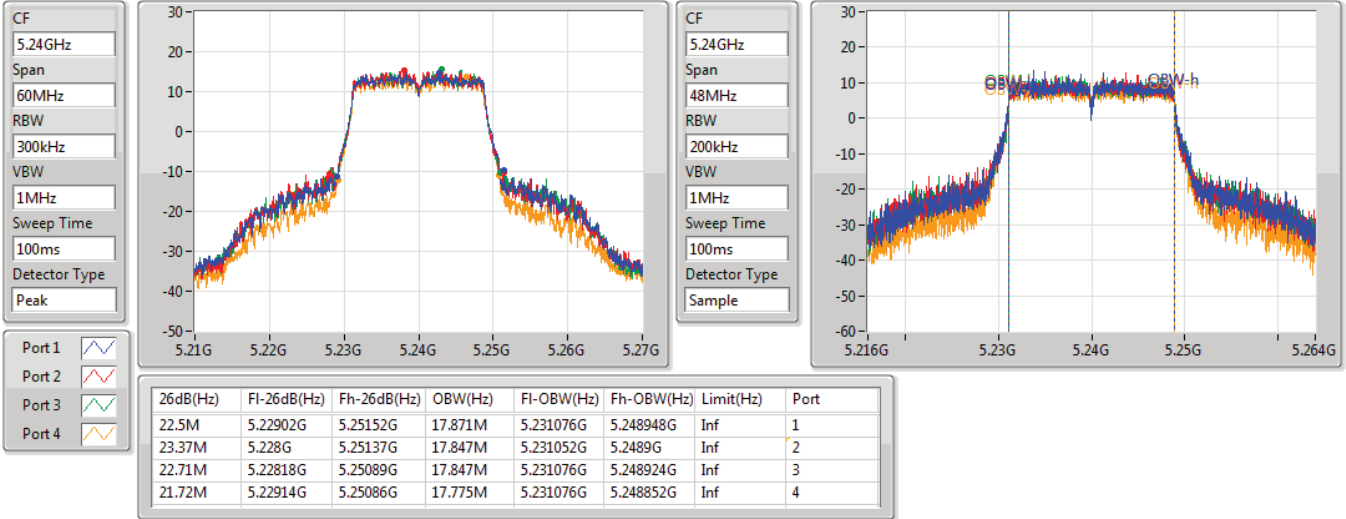 CF
5.24GHz
Span
60MHz
RBW
300kHz
VBW
1MHz
Sweep Time
100ms
Detector Type
Peak
30
20
10
0
-10
-20
-30
-40
-50
5.21G 5.22G 5.23G 5.24G 5.25G 5.26G 5.27G
CF
5.24GHz
Span
48MHz
RBW
200kHz
VBW
1MHz
Sweep Time
100ms
Detector Type
Sample
30
20
10
0
-10
-20
-30
-40
-50
-60
OBW-h
5.216G 5.23G 5.24G 5.25G 5.264G
Port 1
Port 2
Port 3
Port 4
26dB(Hz) Fl-26dB(Hz) Fh-26dB(Hz) OBW(Hz) Fl-OBW(Hz) Fh-OBW(Hz) Limit(Hz) Port
22.5M 5.22902G 5.25152G 17.871M 5.231076G 5.248948G Inf 1
23.37M 5.228G 5.25137G 17.847M 5.231052G 5.2489G Inf 2
22.71M 5.22818G 5.25089G 17.847M 5.231076G 5.248924G Inf 3
21.72M 5.22914G 5.25086G 17.775M 5.231076G 5.248852G Inf 4